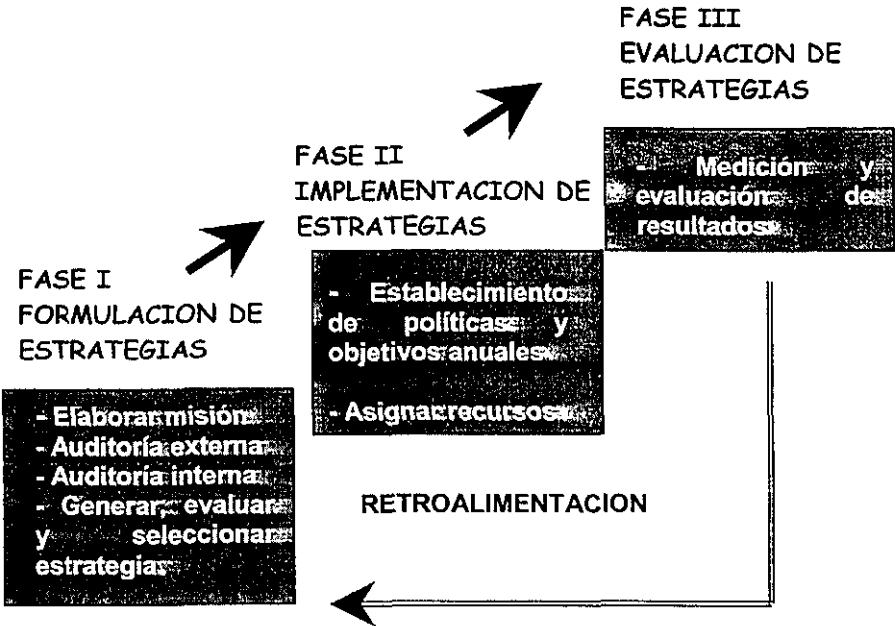 FASE III
EVALUACION DE
ESTRATEGIAS
- Medición y
evaluación de
resultados
FASE II
IMPLEMENTACION DE
ESTRATEGIAS
- Establecimiento
de políticas y
objetivos anuales
- Asignar recursos
FASE I
FORMULACION DE
ESTRATEGIAS
- Elaborar misión
- Auditoría externa
- Auditoría interna
- Generar, evaluar
y seleccionar
estrategias
RETROALIMENTACION